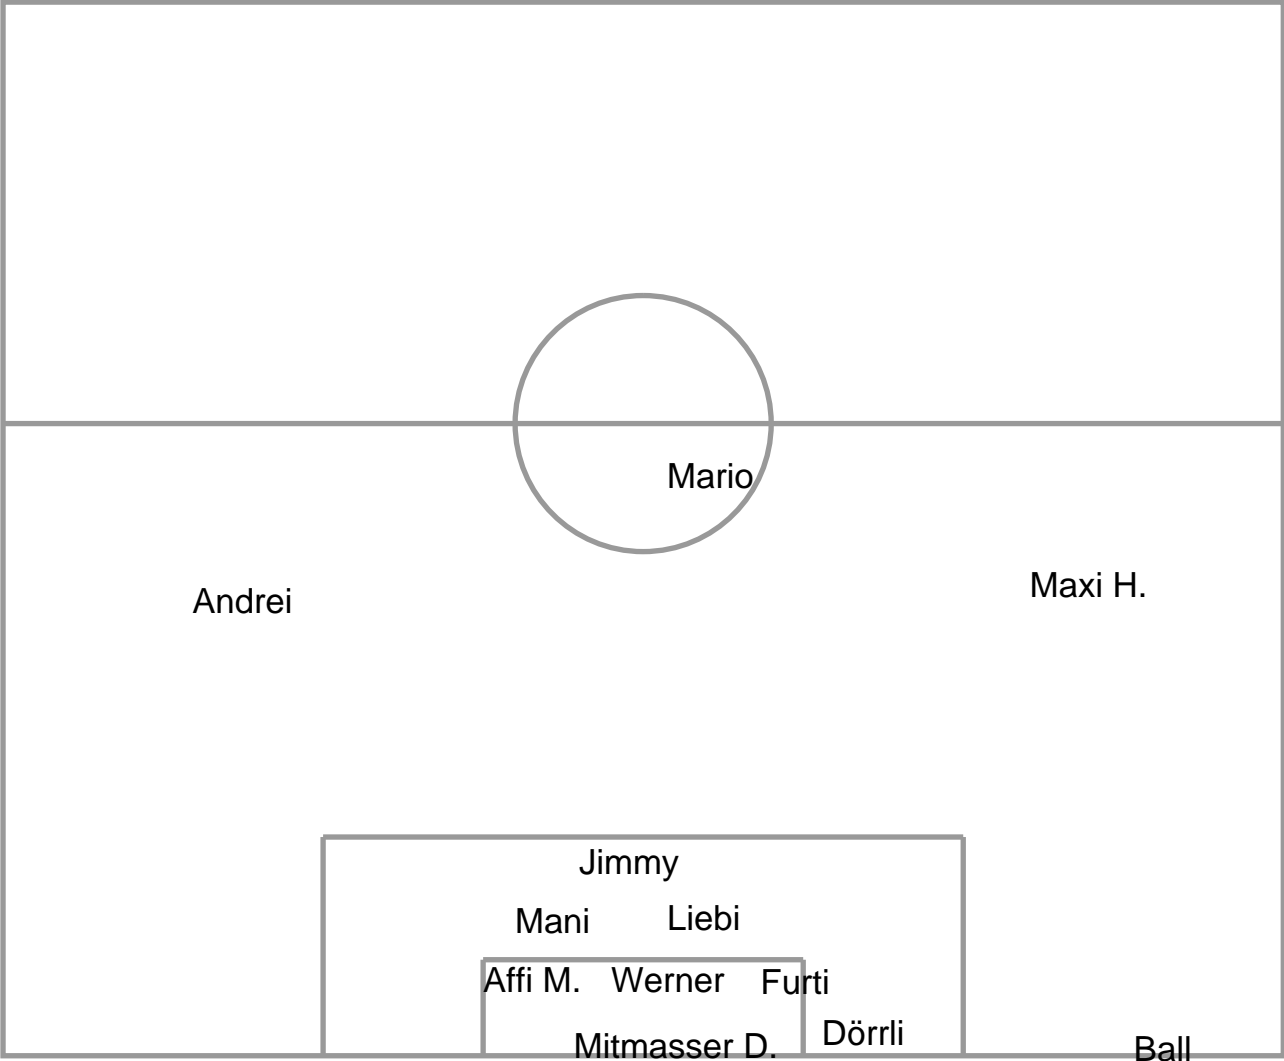 Mario
Maxi H.
Andrei
Jimmy
Mani Liebi
Affi M. Werner Furti
Dörrli
Mitmasser D. Ball